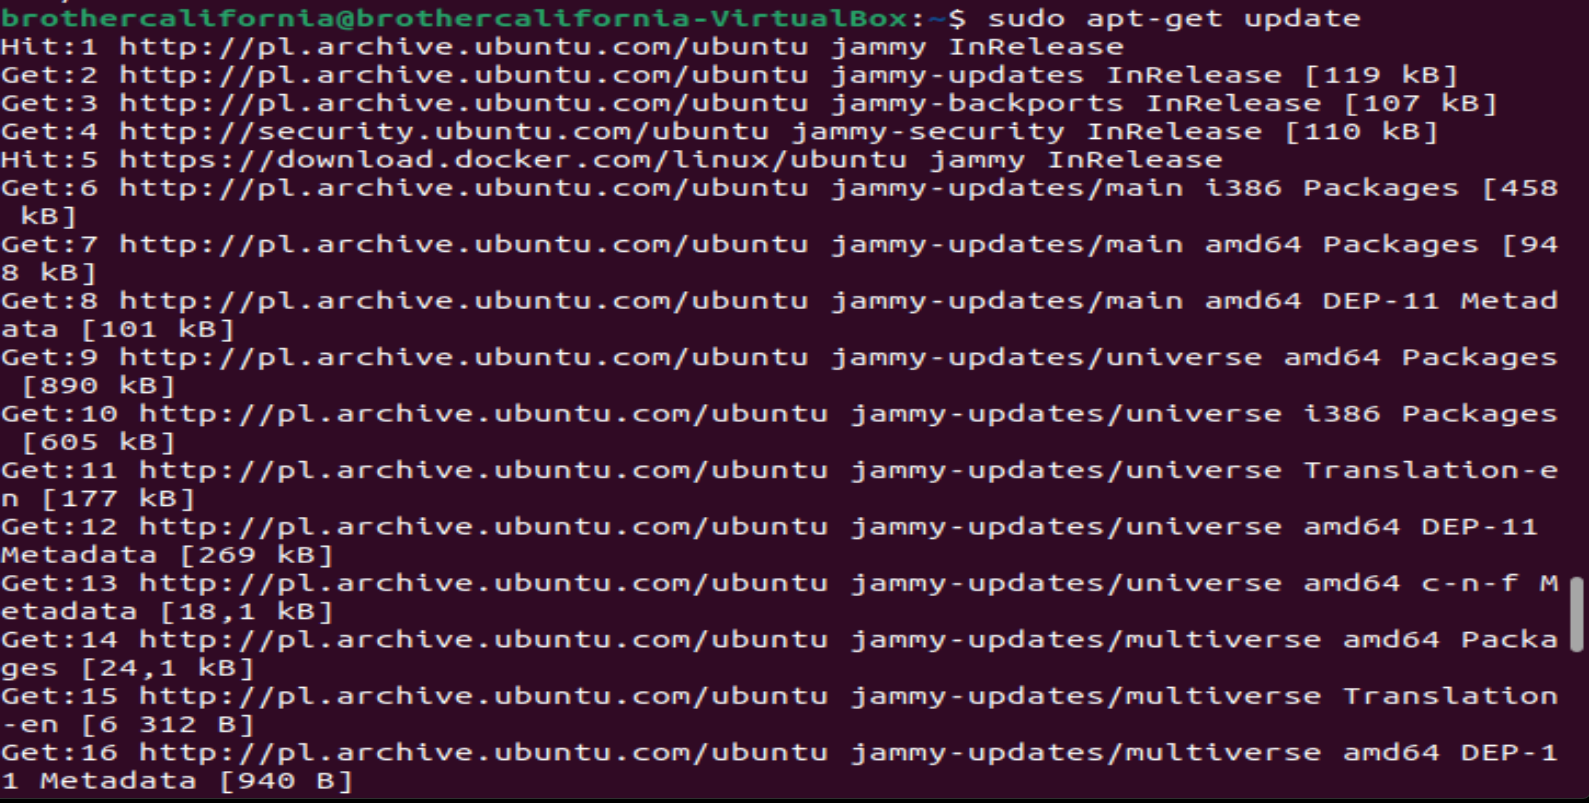 brothercalifornia@brothercalifornia-VirtualBox:~$ sudo apt-get update
Hit:1 http://pl.archive.ubuntu.com/ubuntu jammy InRelease
Get:2 http://pl.archive.ubuntu.com/ubuntu jammy-updates InRelease [119 kB]
Get:3 http://pl.archive.ubuntu.com/ubuntu jammy-backports InRelease [107 kB]
Get:4 http://security.ubuntu.com/ubuntu jammy-security InRelease [110 kB]
Hit:5 https://download.docker.com/linux/ubuntu jammy InRelease
Get:6 http://pl.archive.ubuntu.com/ubuntu jammy-updates/main i386 Packages [458
 kB]
Get:7 http://pl.archive.ubuntu.com/ubuntu jammy-updates/main amd64 Packages [94
8 kB]
Get:8 http://pl.archive.ubuntu.com/ubuntu jammy-updates/main amd64 DEP-11 Metad
ata [101 kB]
Get:9 http://pl.archive.ubuntu.com/ubuntu jammy-updates/universe amd64 Packages
 [890 kB]
Get:10 http://pl.archive.ubuntu.com/ubuntu jammy-updates/universe i386 Packages
 [605 kB]
Get:11 http://pl.archive.ubuntu.com/ubuntu jammy-updates/universe Translation-e
n [177 kB]
Get:12 http://pl.archive.ubuntu.com/ubuntu jammy-updates/universe amd64 DEP-11
Metadata [269 kB]
Get:13 http://pl.archive.ubuntu.com/ubuntu jammy-updates/universe amd64 c-n-f M
etadata [18,1 kB]
Get:14 http://pl.archive.ubuntu.com/ubuntu jammy-updates/multiverse amd64 Packa
ges [24,1 kB]
Get:15 http://pl.archive.ubuntu.com/ubuntu jammy-updates/multiverse Translation
-en [6 312 B]
Get:16 http://pl.archive.ubuntu.com/ubuntu jammy-updates/multiverse amd64 DEP-1
1 Metadata [940 B]